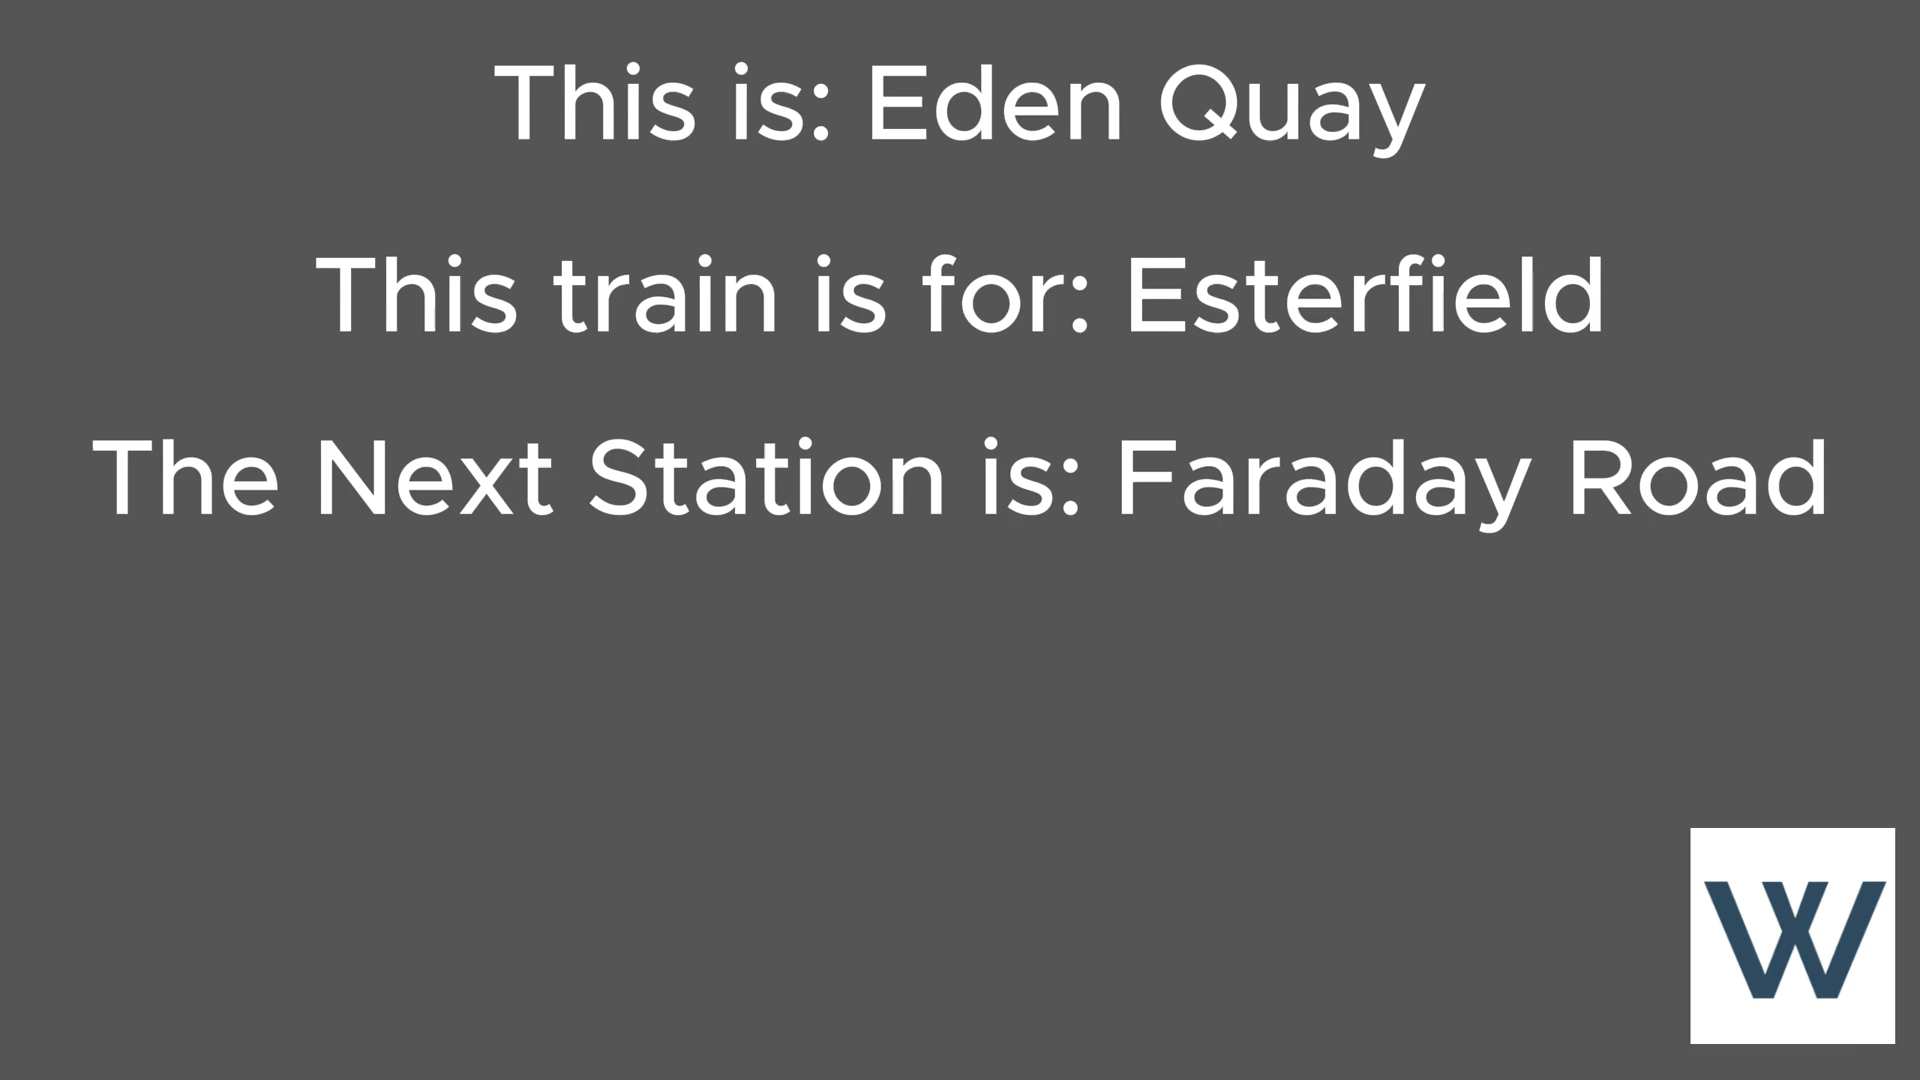 This is: Eden Quay
This train is for: Esterfield
The Next Station is: Faraday Road
W